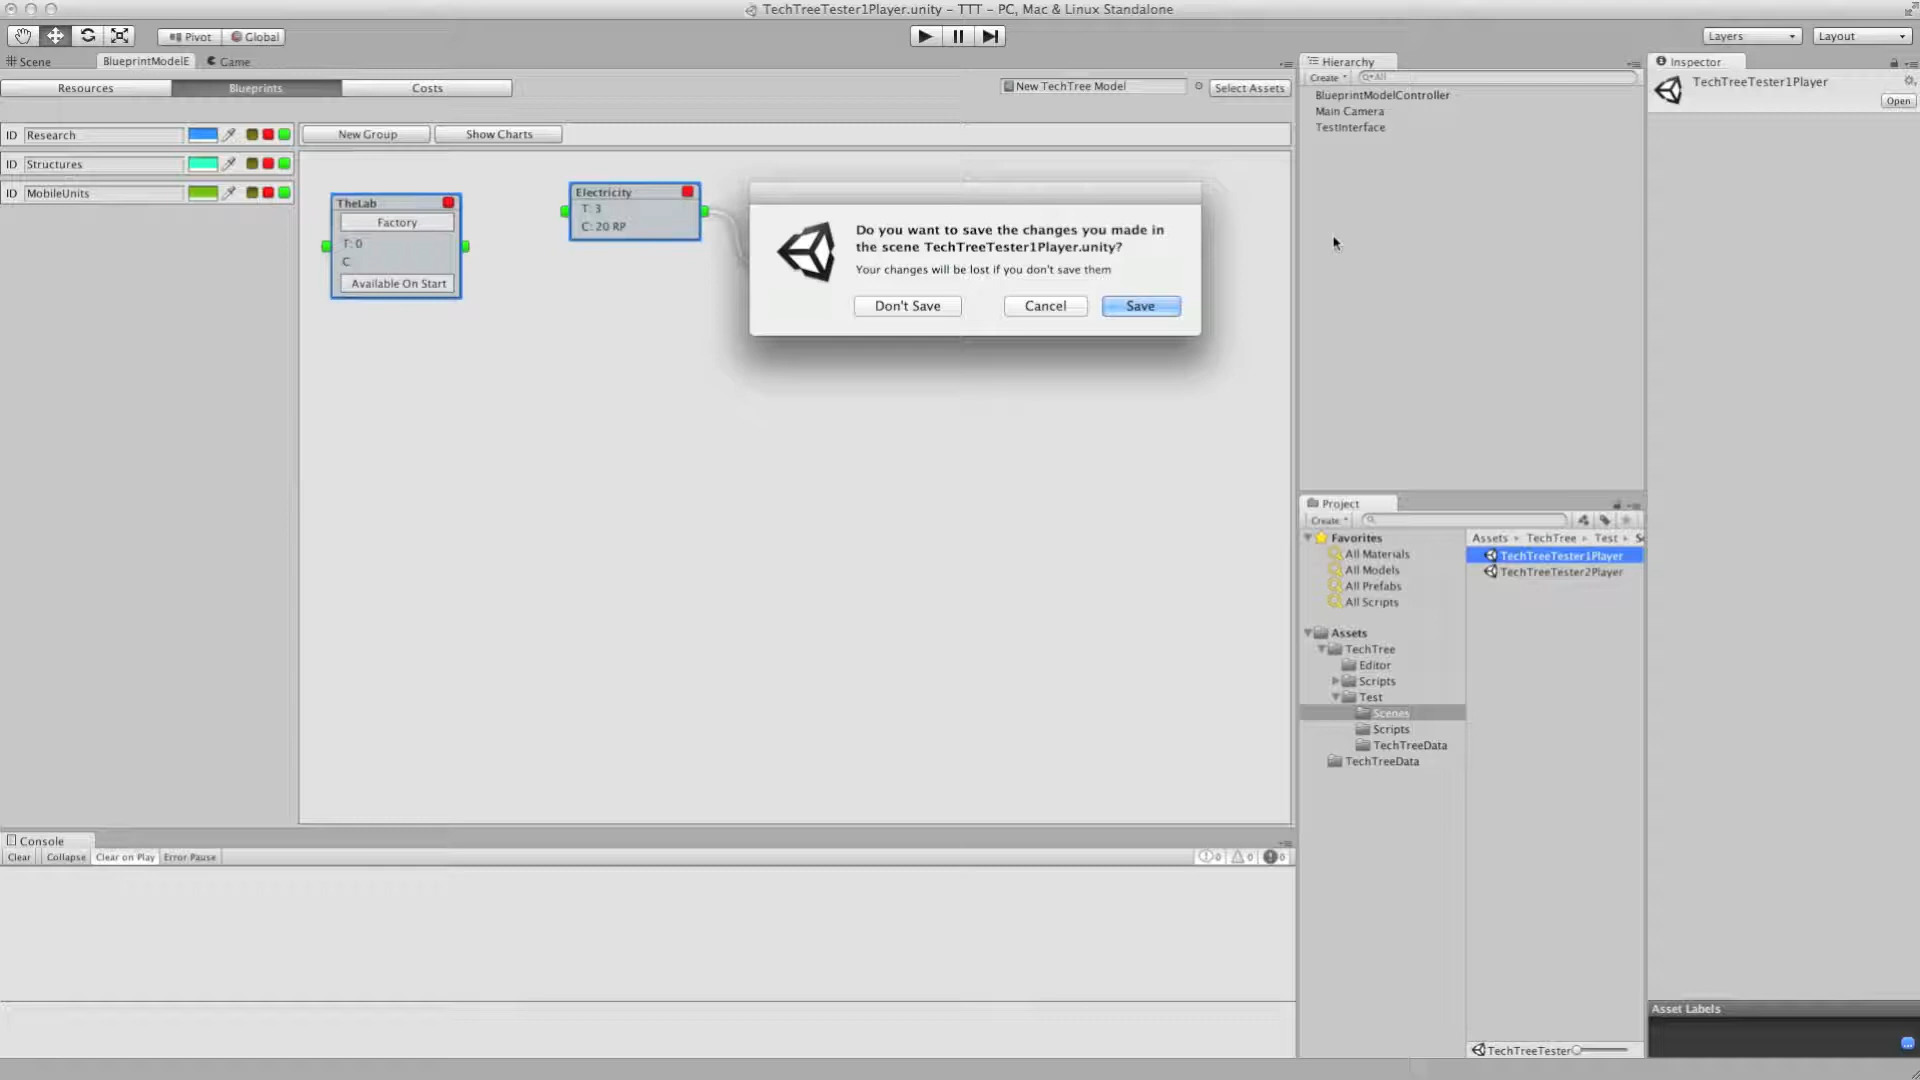 TechTreeTester1Player.unity – TTT – PC, Mac & Linux Standalone
Pivot
Global
Layers
Layout
Scene
BlueprintModelE
Game
Hierarchy
Inspector
Resources
Blueprints
Costs
New TechTree Model
Select Assets
Create
All
TechTreeTester1Player
Open
BlueprintModelController
Main Camera
TestInterface
ID
Research
New Group
Show Charts
ID
Structures
ID
MobileUnits
TheLab
Factory
T: 0
C:
Available On Start
Electricity
T: 3
C: 20 RP
Do you want to save the changes you made in
the scene TechTreeTester1Player.unity?
Your changes will be lost if you don't save them
Don't Save
Cancel
Save
Project
Create
Favorites
All Materials
All Models
All Prefabs
All Scripts
Assets
TechTree
Editor
Scripts
Test
Scenes
Scripts
TechTreeData
TechTreeData
Assets
TechTree
Test
TechTreeTester1Player
TechTreeTester2Player
Console
Clear
Collapse
Clear on Play
Error Pause
0
0
0
Asset Labels
TechTreeTester